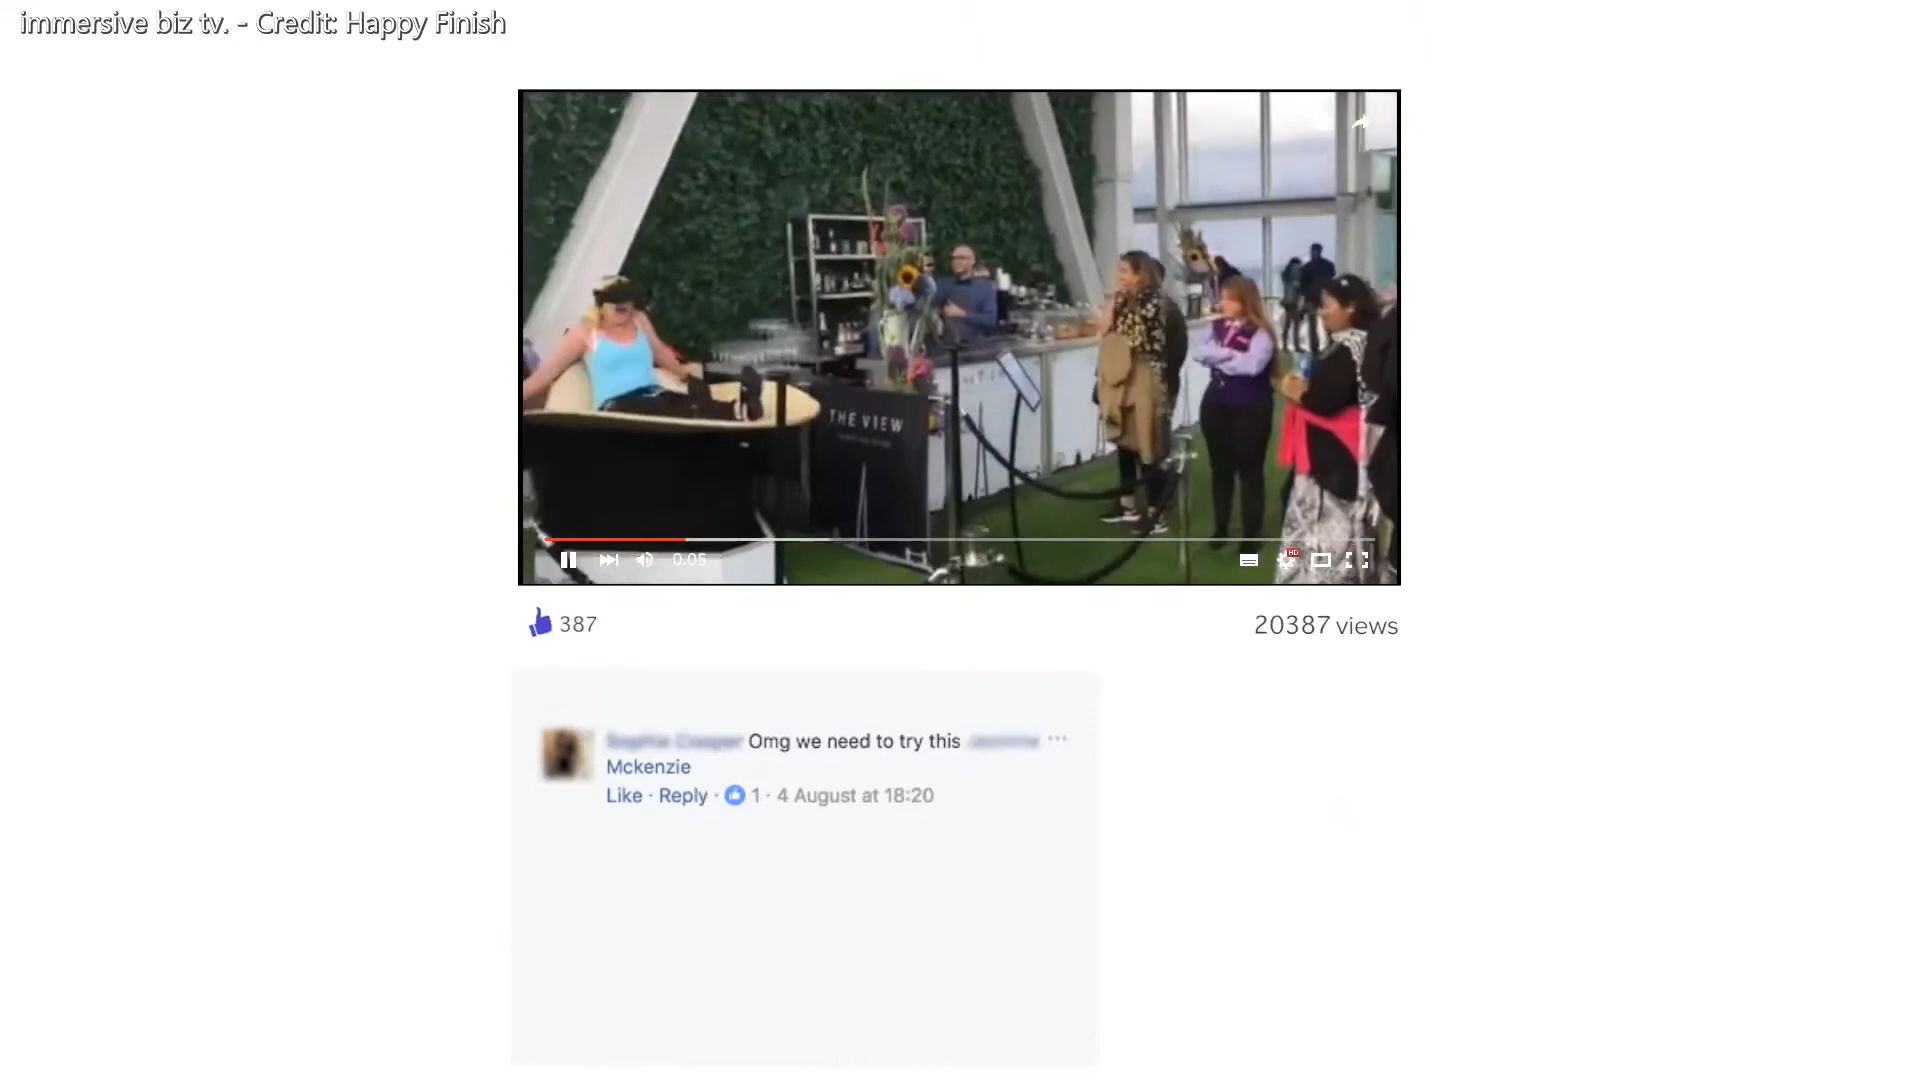 immersive biz tv. - Credit: Happy Finish
THE VIEW
HD
0:05
387
20387 views
Omg we need to try this
Mckenzie
Like · Reply · 1 · 4 August at 18:20